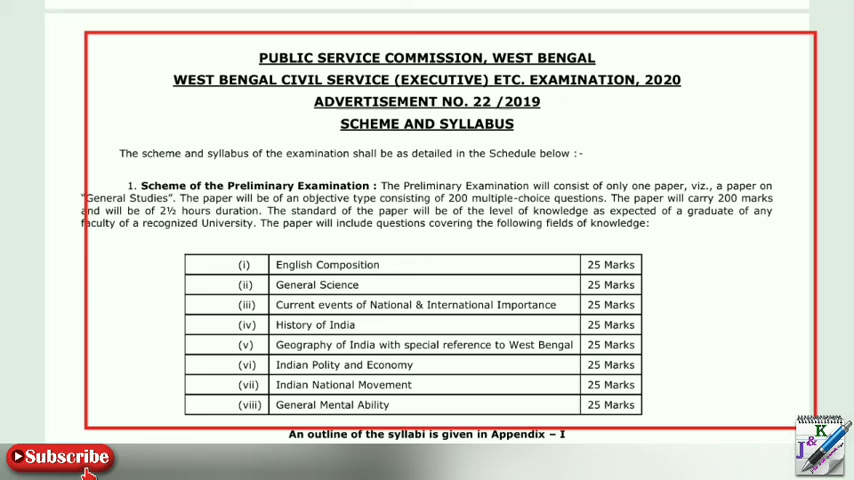 PUBLIC SERVICE COMMISSION, WEST BENGAL
WEST BENGAL CIVIL SERVICE (EXECUTIVE) ETC. EXAMINATION, 2020
ADVERTISEMENT NO. 22 /2019
SCHEME AND SYLLABUS
The scheme and syllabus of the examination shall be as detailed in the Schedule below :-
1. Scheme of the Preliminary Examination : The Preliminary Examination will consist of only one paper, viz., a paper on
“General Studies”. The paper will be of an objective type consisting of 200 multiple-choice questions. The paper will carry 200 marks
and will be of 2½ hours duration. The standard of the paper will be of the level of knowledge as expected of a graduate of any
faculty of a recognized University. The paper will include questions covering the following fields of knowledge:
(i) English Composition 25 Marks
(ii) General Science 25 Marks
(iii) Current events of National & International Importance 25 Marks
(iv) History of India 25 Marks
(v) Geography of India with special reference to West Bengal 25 Marks
(vi) Indian Polity and Economy 25 Marks
(vii) Indian National Movement 25 Marks
(viii) General Mental Ability 25 Marks
An outline of the syllabi is given in Appendix – I
Subscribe
J&K